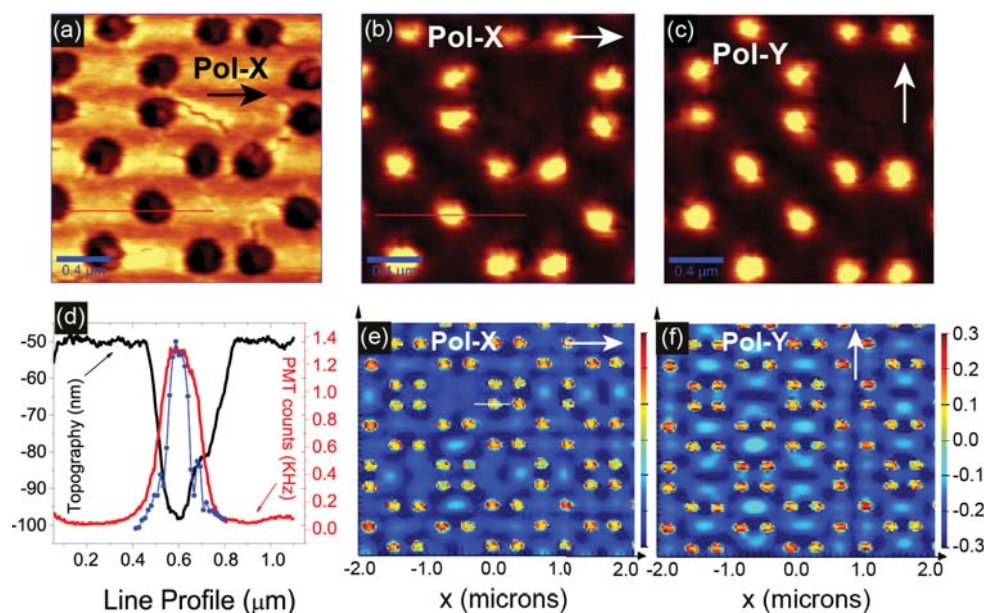 (a)
Pol-X
0.4 µm
(b)
Pol-X
(c)
Pol-Y
0.4 µm
(d)
-50
-60
-70
-80
-90
-100
Topography (nm)
1.4
1.2
1.0
0.8
0.6
0.4
0.2
0.0
PMT counts (KHz)
0.2 0.4 0.6 0.8 1.0
Line Profile (µm)
(e)
Pol-X
-2.0 -1.0 0.0 1.0 2.0
x (microns)
(f)
Pol-Y
0.3
0.2
0.1
0.0
-0.1
-0.2
-0.3
-2.0 -1.0 0.0 1.0 2.0
x (microns)